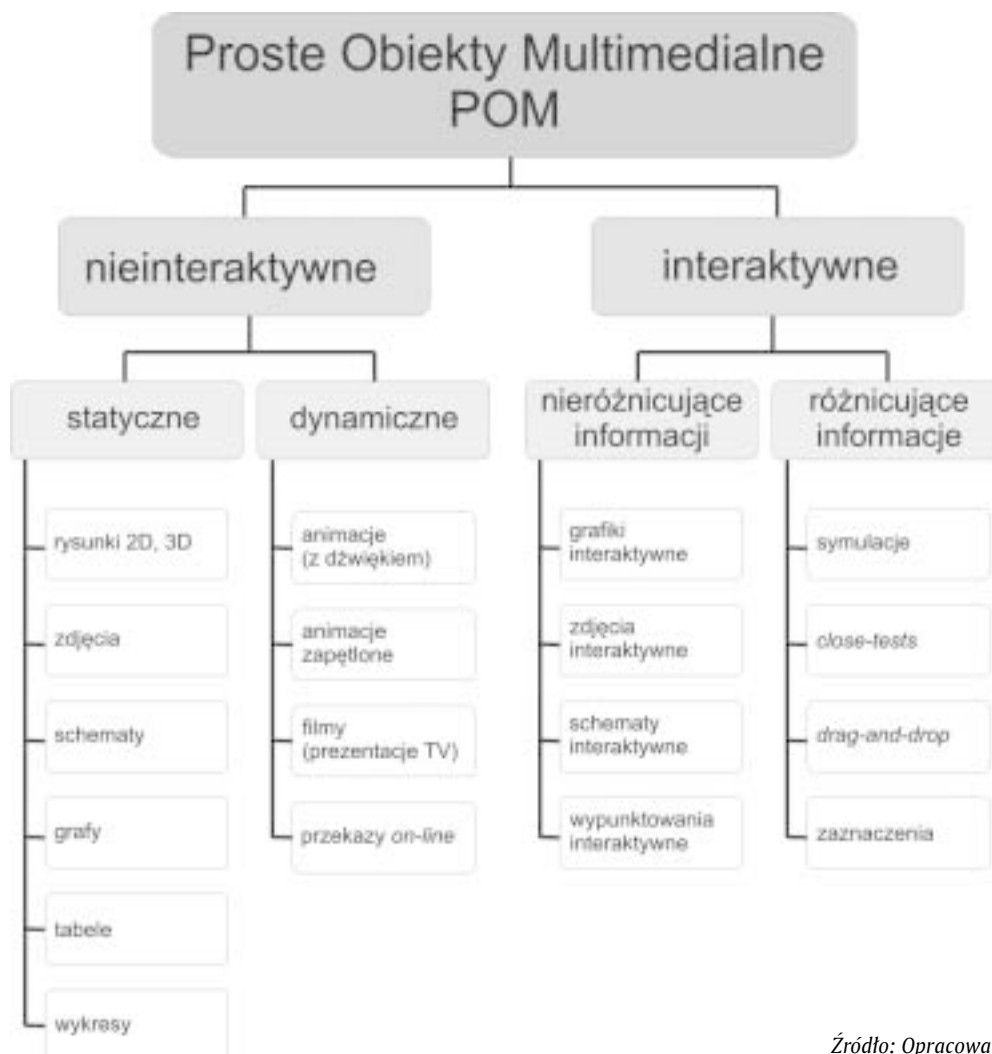 Proste Obiekty Multimedialne
POM
nieinteraktywne
interaktywne
statyczne
dynamiczne
nieróżnicujące
informacji
różnicujące
informacje
rysunki 2D, 3D
zdjęcia
schematy
grafy
tabele
wykresy
animacje
(z dźwiękiem)
animacje
zapętlone
filmy
(prezentacje TV)
przekazy on-line
grafiki
interaktywne
zdjęcia
interaktywne
schematy
interaktywne
wypunktowania
interaktywne
symulacje
close-tests
drag-and-drop
zaznaczenia
Źródło: Opracowa